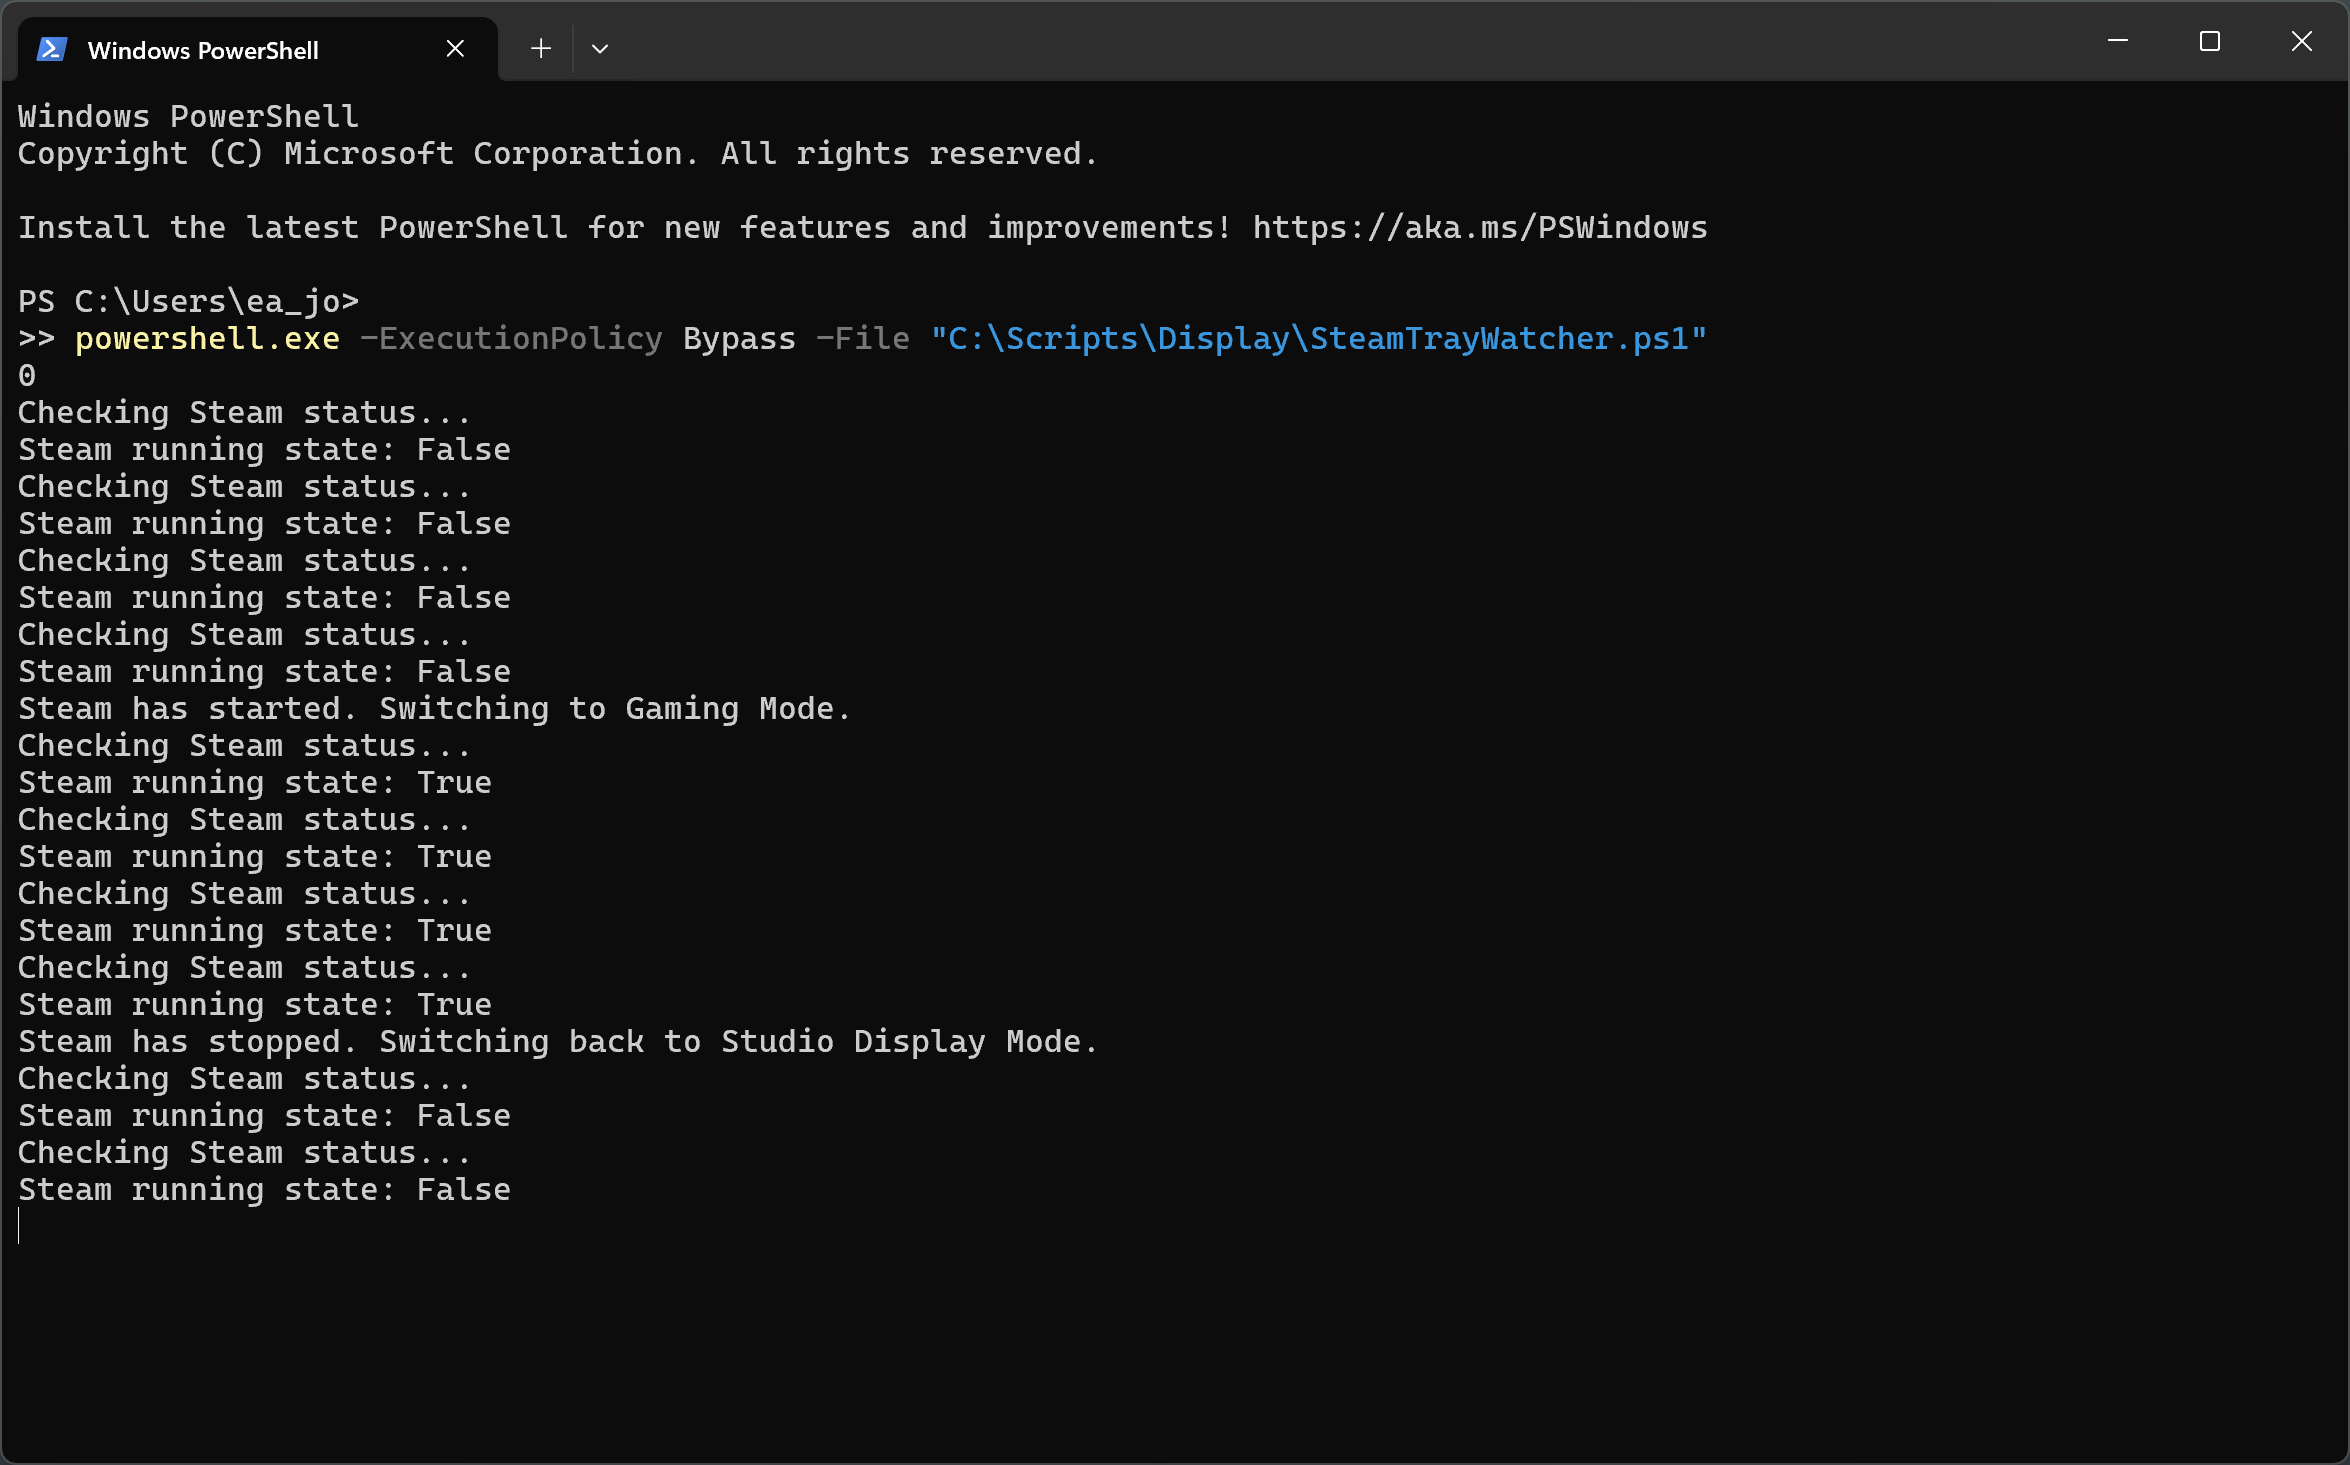 Windows PowerShell
Windows PowerShell
Copyright (C) Microsoft Corporation. All rights reserved.
Install the latest PowerShell for new features and improvements! https://aka.ms/PSWindows
PS C:\Users\ea_jo>
>> powershell.exe -ExecutionPolicy Bypass -File "C:\Scripts\Display\SteamTrayWatcher.ps1"
0
Checking Steam status...
Steam running state: False
Checking Steam status...
Steam running state: False
Checking Steam status...
Steam running state: False
Checking Steam status...
Steam running state: False
Steam has started. Switching to Gaming Mode.
Checking Steam status...
Steam running state: True
Checking Steam status...
Steam running state: True
Checking Steam status...
Steam running state: True
Checking Steam status...
Steam running state: True
Steam has stopped. Switching back to Studio Display Mode.
Checking Steam status...
Steam running state: False
Checking Steam status...
Steam running state: False